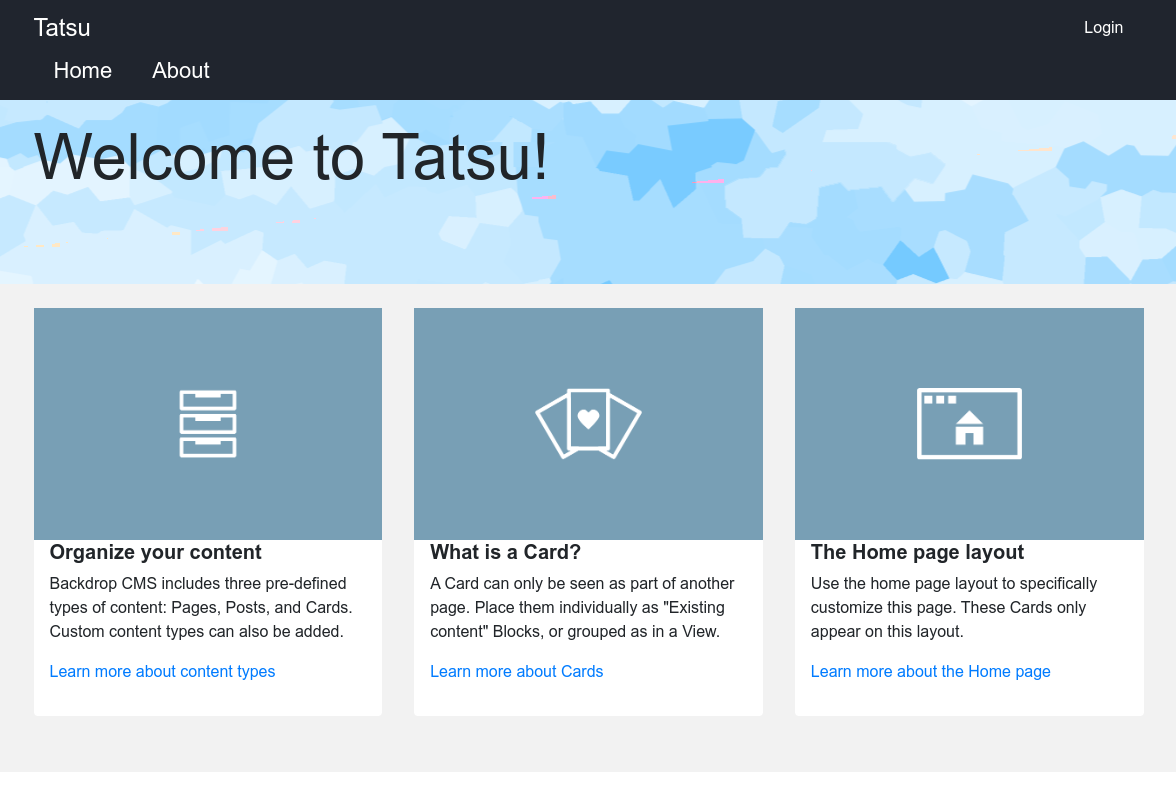 Tatsu
Login
Home
About
Welcome to Tatsu!
Organize your content
Backdrop CMS includes three pre-defined
types of content: Pages, Posts, and Cards.
Custom content types can also be added.
Learn more about content types
What is a Card?
A Card can only be seen as part of another
page. Place them individually as "Existing
content" Blocks, or grouped as in a View.
Learn more about Cards
The Home page layout
Use the home page layout to specifically
customize this page. These Cards only
appear on this layout.
Learn more about the Home page